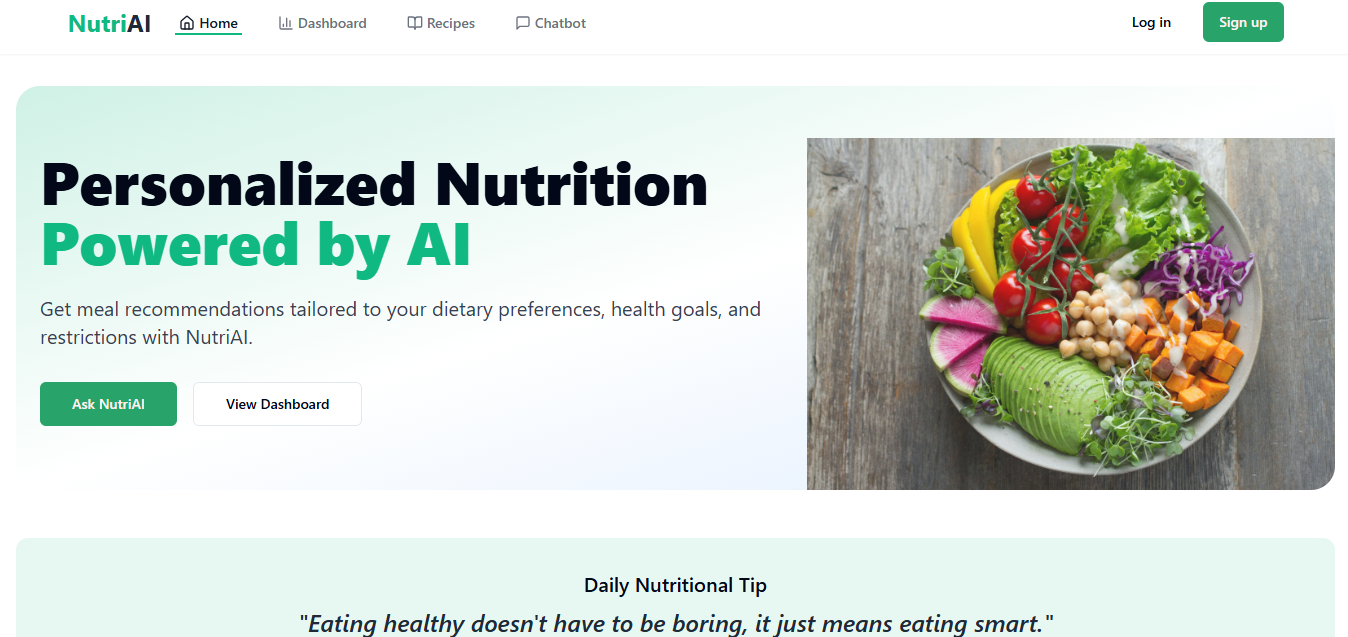 NutriAI
Home
Dashboard
Recipes
Chatbot
Log in
Sign up
Personalized Nutrition
Powered by AI
Get meal recommendations tailored to your dietary preferences, health goals, and
restrictions with NutriAI.
Ask NutriAI
View Dashboard
Daily Nutritional Tip
"Eating healthy doesn't have to be boring, it just means eating smart."